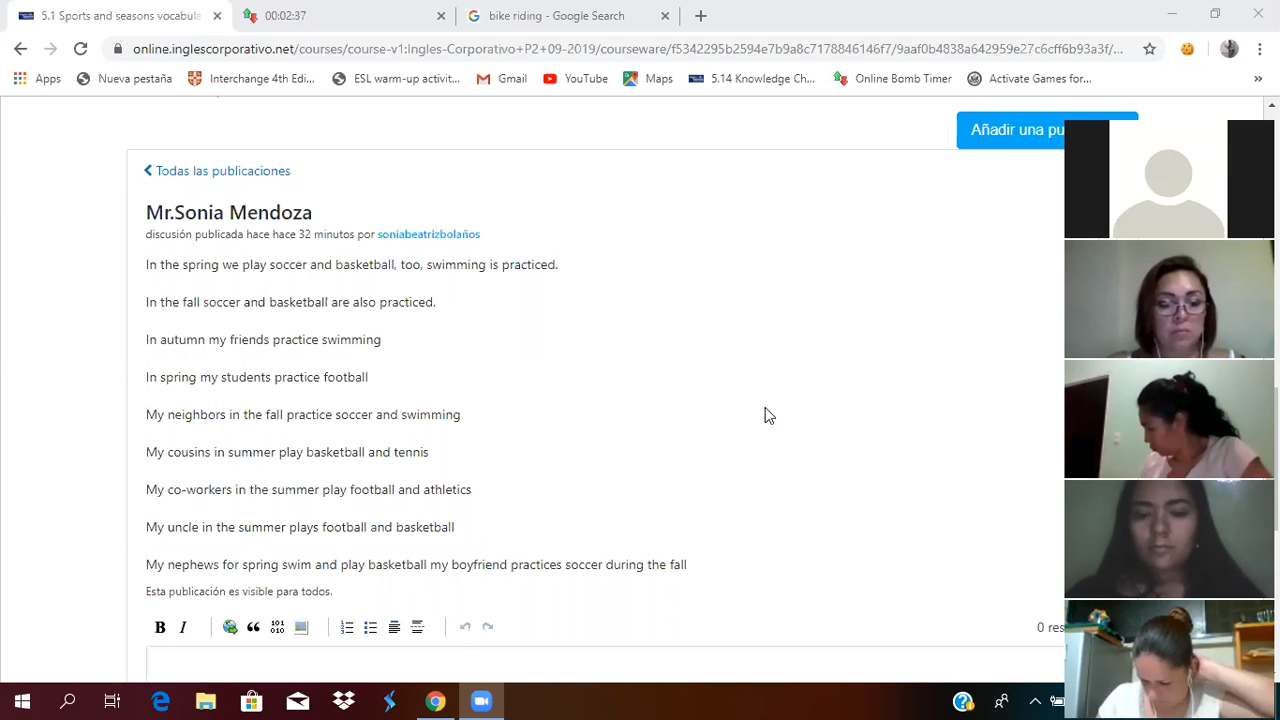 5.1 Sports and seasons vocabula
00:02:37
bike riding - Google Search
online.inglescorporativo.net/courses/course-v1:Ingles-Corporativo+P2+09-2019/courseware/f5342295b2594e7b9a8c7178846146f7/9aaf0b4838a642959e27c6cff6b93a3f/...
Apps
Nueva pestaña
Interchange 4th Edi...
ESL warm-up activit...
Gmail
YouTube
Maps
5.14 Knowledge Ch...
Online Bomb Timer
Activate Games for...
»
Añadir una pu
Todas las publicaciones
Mr.Sonia Mendoza
discusión publicada hace hace 32 minutos por soniabeatrizbolaños
In the spring we play soccer and basketball, too, swimming is practiced.
In the fall soccer and basketball are also practiced.
In autumn my friends practice swimming
In spring my students practice football
My neighbors in the fall practice soccer and swimming
My cousins in summer play basketball and tennis
My co-workers in the summer play football and athletics
My uncle in the summer plays football and basketball
My nephews for spring swim and play basketball my boyfriend practices soccer during the fall
Esta publicación es visible para todos.
B I
0 res